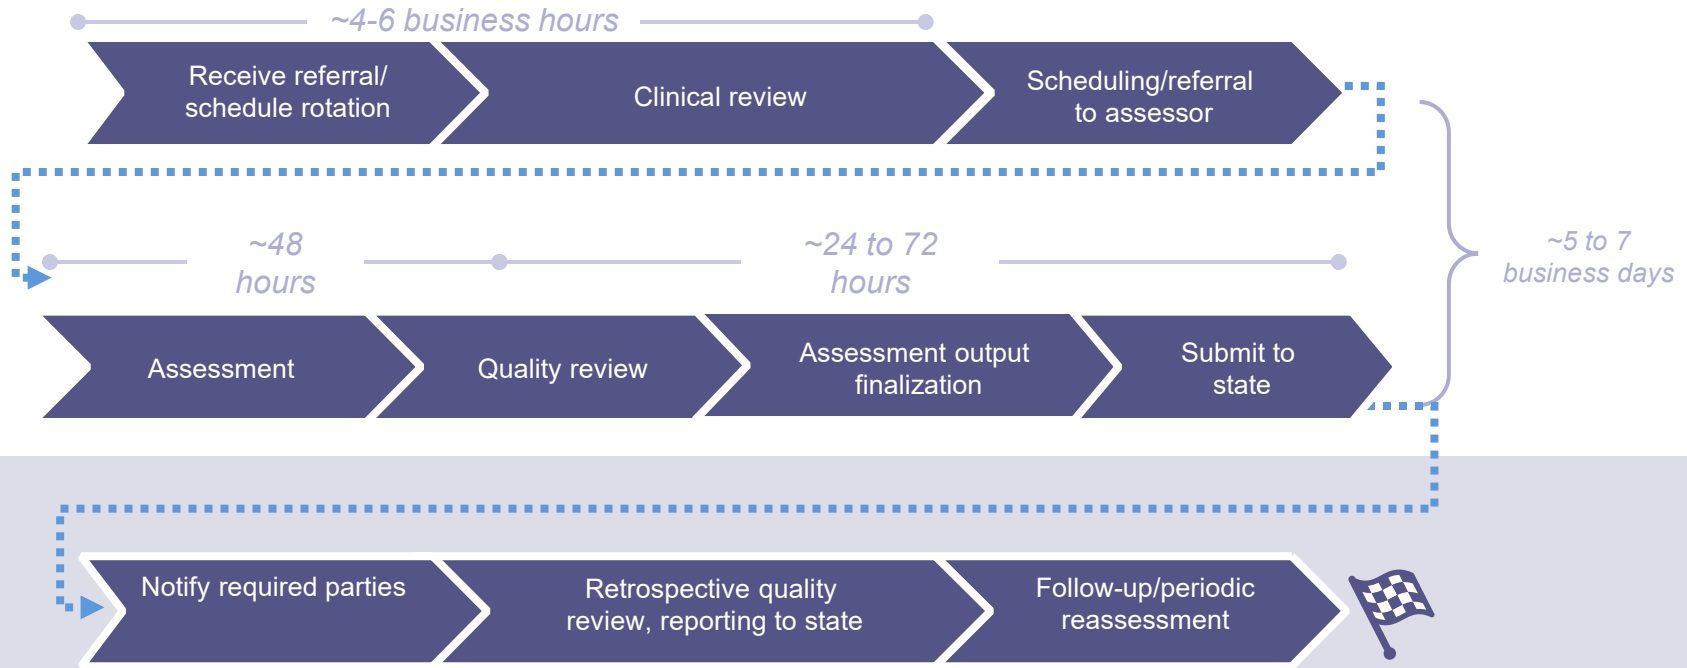 ~4-6 business hours
Receive referral/
schedule rotation
Clinical review
Scheduling/referral
to assessor
~48
hours
~24 to 72
hours
~5 to 7
business days
Assessment
Quality review
Assessment output
finalization
Submit to
state
Notify required parties
Retrospective quality
review, reporting to state
Follow-up/periodic
reassessment